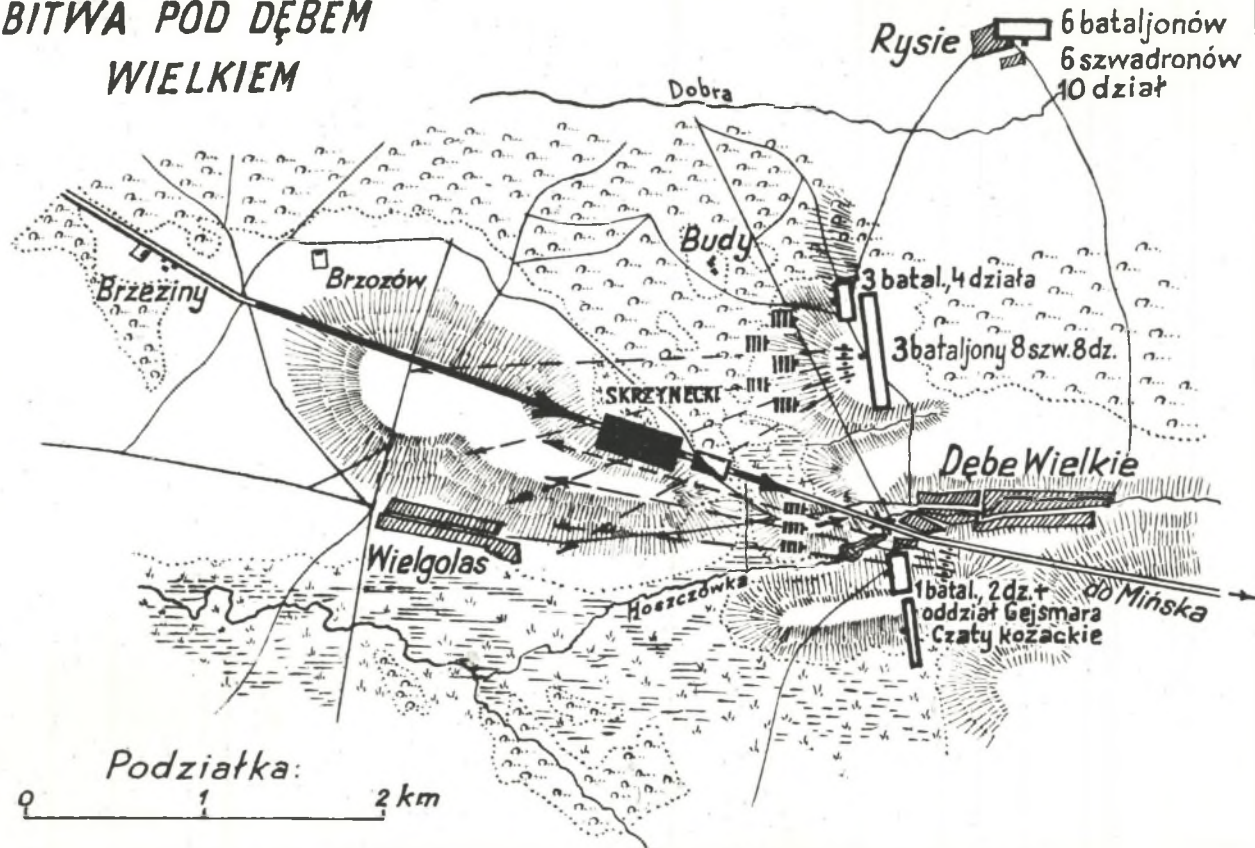 BITWA POD DĘBEM
WIELKIEM
Rysie
6 bataljonów
6 szwadronów
10 dział
Dobra
Budy
Brzeziny
Brzozów
3 batal., 4 działa
3 bataljony 8 szw. 8 dz.
SKRZYNECKI
Dębe Wielkie
Wielgolas
Hoszczówka
do Mińska
1 batal., 2 dz. +
oddział Gejsmara
Czaty kozackie
Podziałka:
0 1 2 km